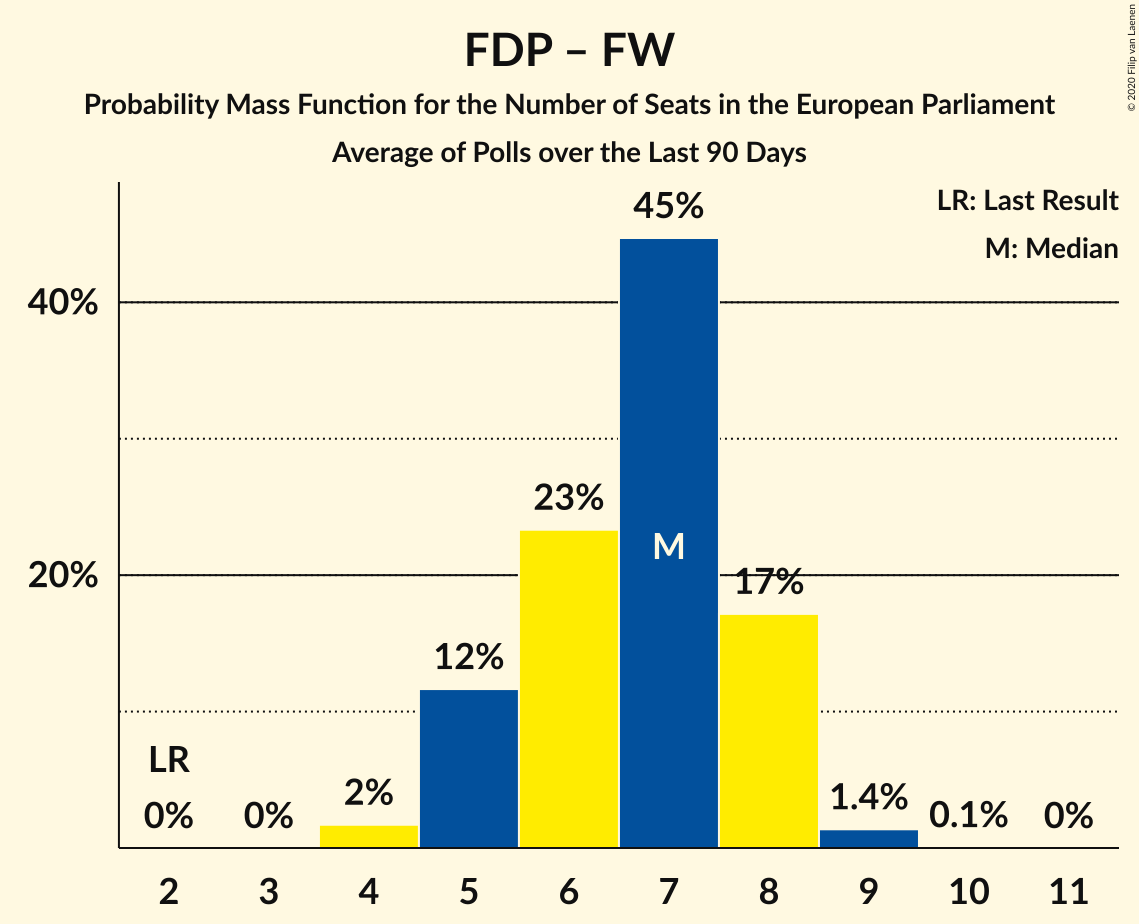 FDP – FW
Probability Mass Function for the Number of Seats in the European Parliament
Average of Polls over the Last 90 Days
© 2020 Filip van Laenen
LR: Last Result
M: Median
45%
40%
23%
M
20%
17%
12%
LR
0%
0%
2%
1.4%
0.1%
0%
2 3 4 5 6 7 8 9 10 11